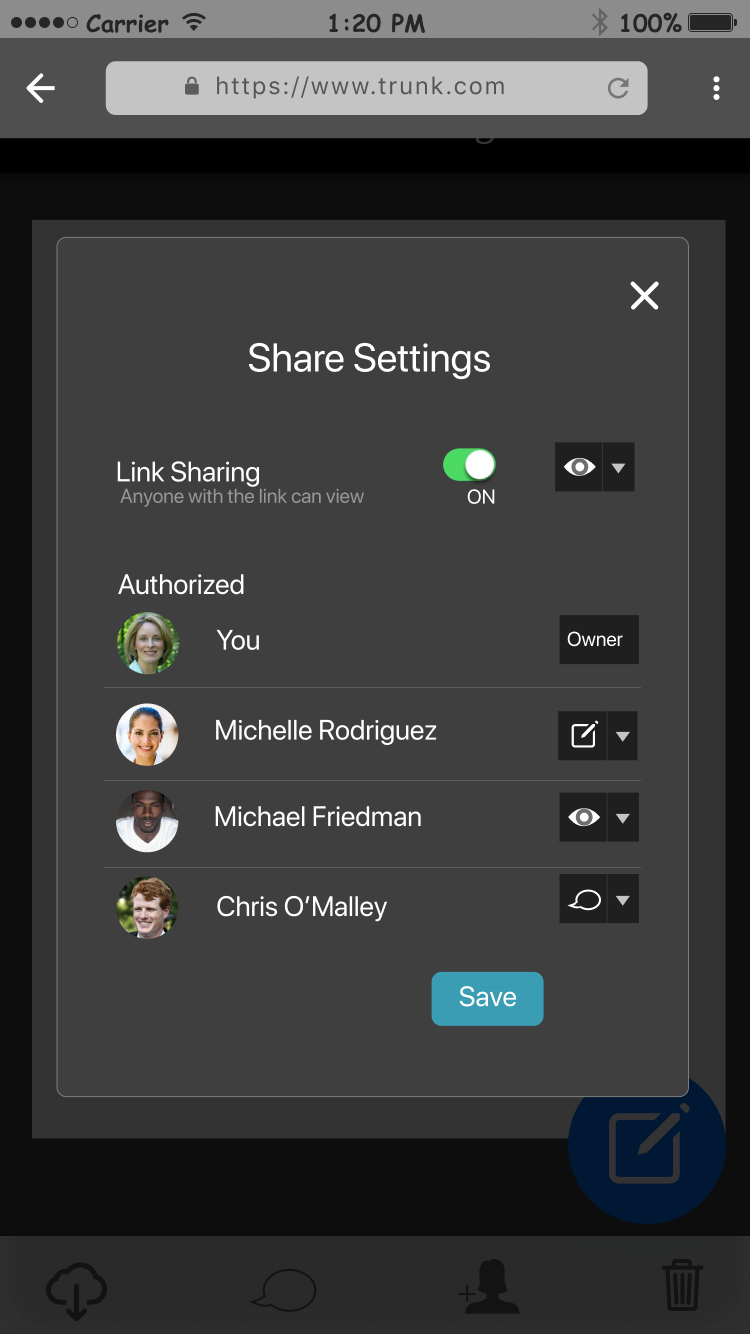 Carrier 1:20 PM 100%
https://www.trunk.com
Share Settings
Link Sharing
Anyone with the link can view
ON
Authorized
You Owner
Michelle Rodriguez
Michael Friedman
Chris O’Malley
Save